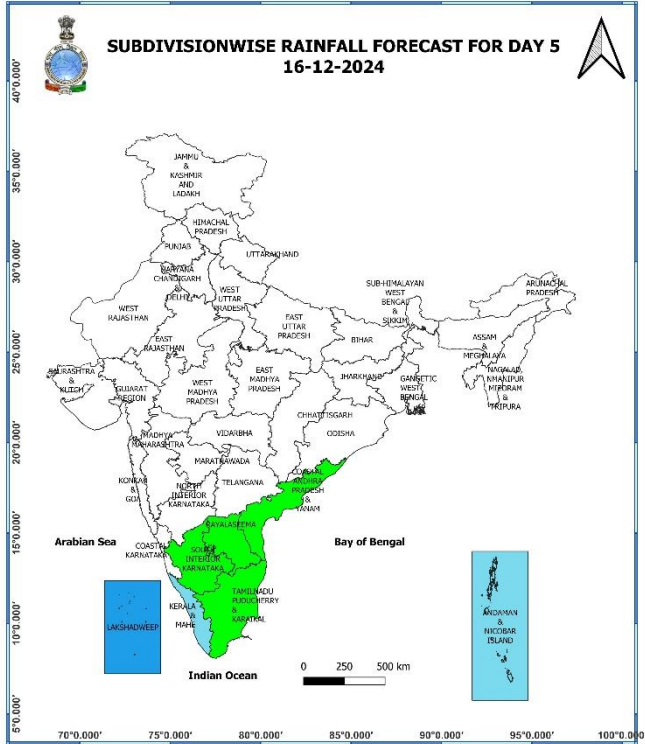 SUBDIVISIONWISE RAINFALL FORECAST FOR DAY 5
16-12-2024
40°0.000'
35°0.000'
30°0.000'
25°0.000'
20°0.000'
15°0.000'
10°0.000'
5°0.000'
JAMMU
&
KASHMIR
AND
LADAKH
HIMACHAL
PRADESH
PUNJAB
UTTARAKHAND
HARYANA
CHANDIGARH
&
DELHI
WEST
UTTAR
PRADESH
SUB-HIMALAYAN
WEST
BENGAL
&
SIKKIM
ARUNACHAL
PRADESH
WEST
RAJASTHAN
EAST
RAJASTHAN
EAST
UTTAR
PRADESH
BIHAR
ASSAM
&
MEGHALAYA
NAGALAD,
NMANIPUR
MIZORAM
&
TRIPURA
SAURASHTRA
&
KUTCH
GUJARAT
REGION
WEST
MADHYA
PRADESH
EAST
MADHYA
PRADESH
JHARKHAND
GANGETIC
WEST
BENGAL
CHHATTISGARH
ODISHA
MADHYA
MAHARASHTRA
VIDARBHA
MARATHAWADA
KONKAN
&
GOA
NORTH
INTERIOR
KARNATAKA
TELANGANA
COASTAL
ANDHRA
PRADESH
&
YANAM
RAYALASEEMA
Arabian Sea
COASTAL
KARNATAKA
SOUTH
INTERIOR
KARNATAKA
Bay of Bengal
TAMILNADU
PUDUCHERRY
&
KARAIKAL
KERALA
&
MAHE
LAKSHADWEEP
ANDAMAN
&
NICOBAR
ISLAND
Indian Ocean
0 250 500 km
70°0.000' 75°0.000' 80°0.000' 85°0.000' 90°0.000' 95°0.000' 100°0.000'